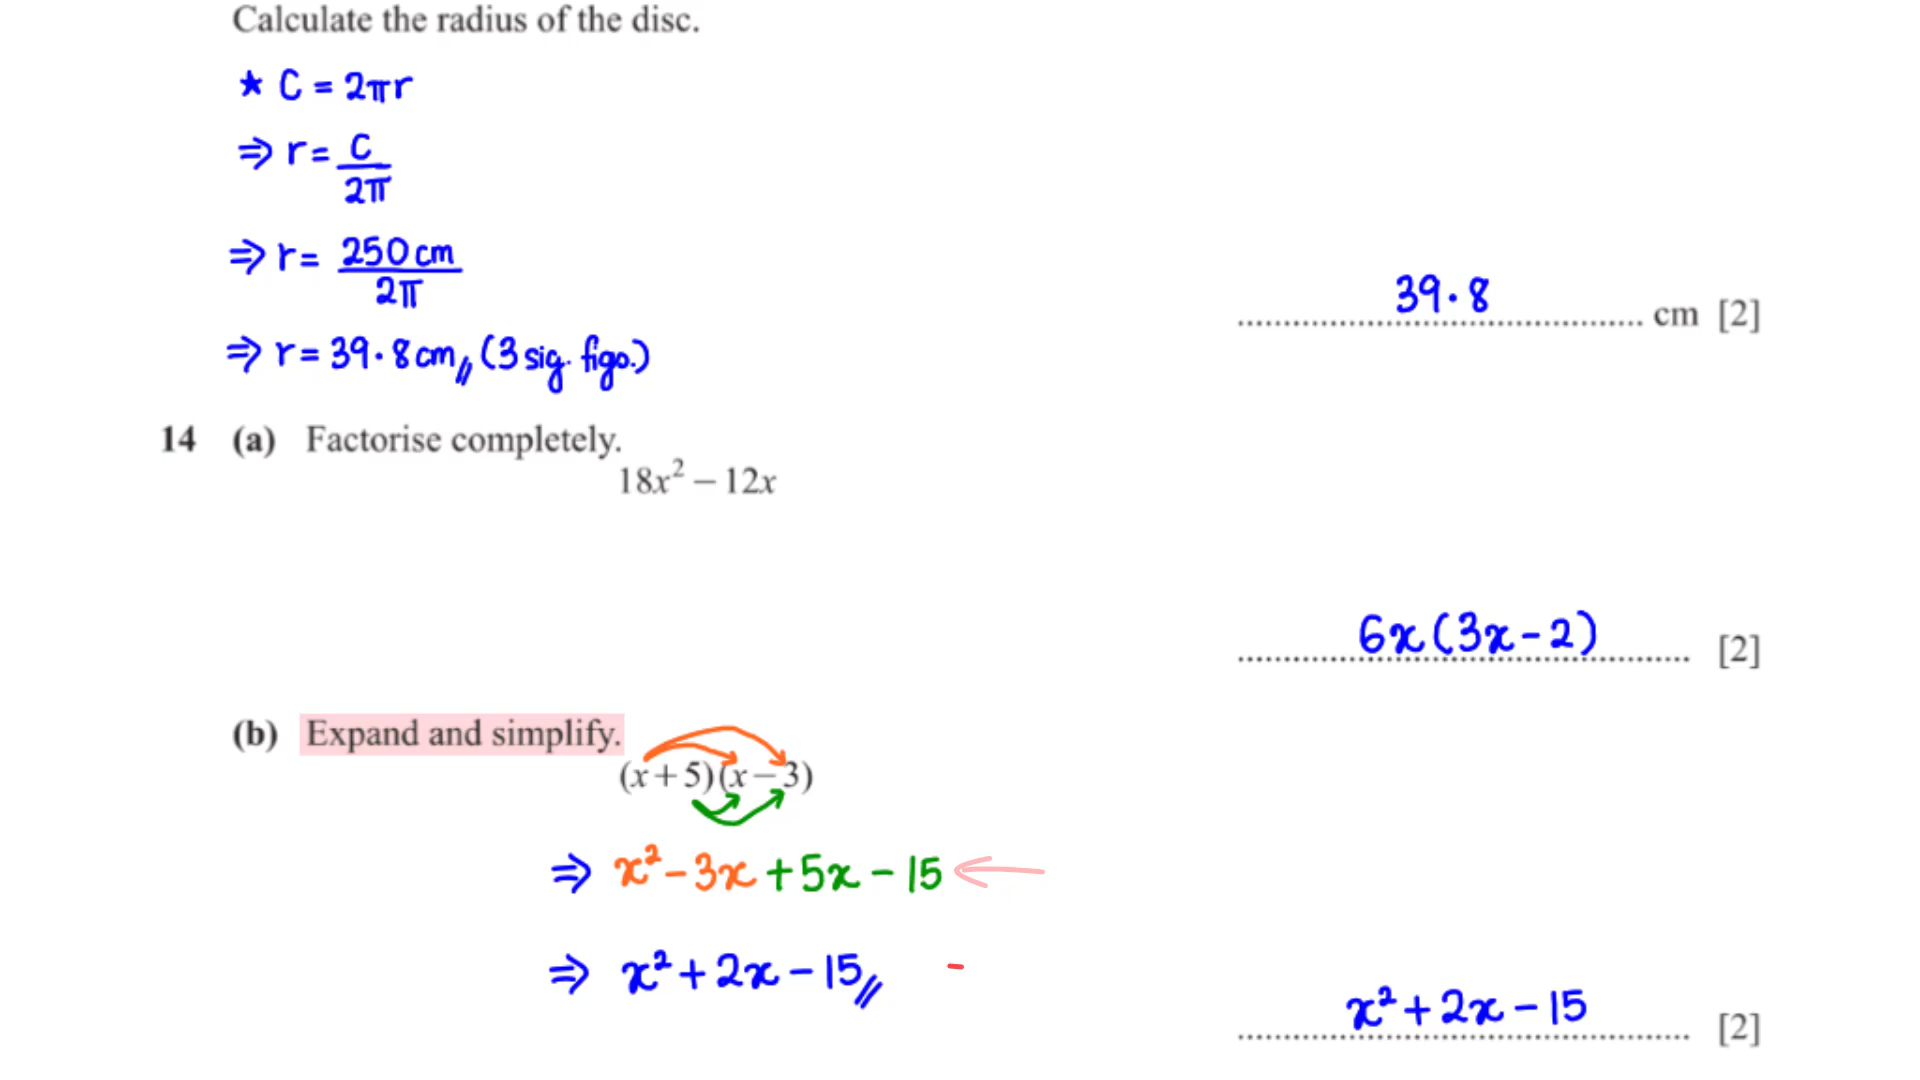 Calculate the radius of the disc.
★ C = 2πr
⇒ r = C/2π
⇒ r = 250 cm/2π
39.8 cm [2]
⇒ r = 39.8 cm (3 sig. figs.)
14 (a) Factorise completely.
18x² – 12x
6x(3x – 2) [2]
(b) Expand and simplify.
(x + 5)(x – 3)
⇒ x² – 3x + 5x – 15
⇒ x² + 2x – 15
x² + 2x – 15 [2]